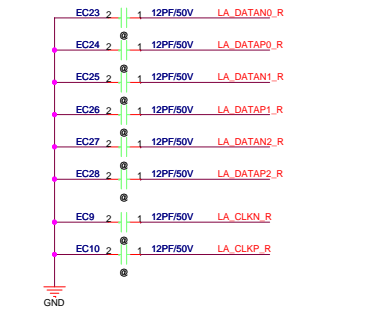 EC23 2 1 12PF/50V LA_DATAN0_R
@
EC24 2 1 12PF/50V LA_DATAP0_R
@
EC25 2 1 12PF/50V LA_DATAN1_R
@
EC26 2 1 12PF/50V LA_DATAP1_R
@
EC27 2 1 12PF/50V LA_DATAN2_R
@
EC28 2 1 12PF/50V LA_DATAP2_R
@
EC9 2 1 12PF/50V LA_CLKN_R
@
EC10 2 1 12PF/50V LA_CLKP_R
@
GND